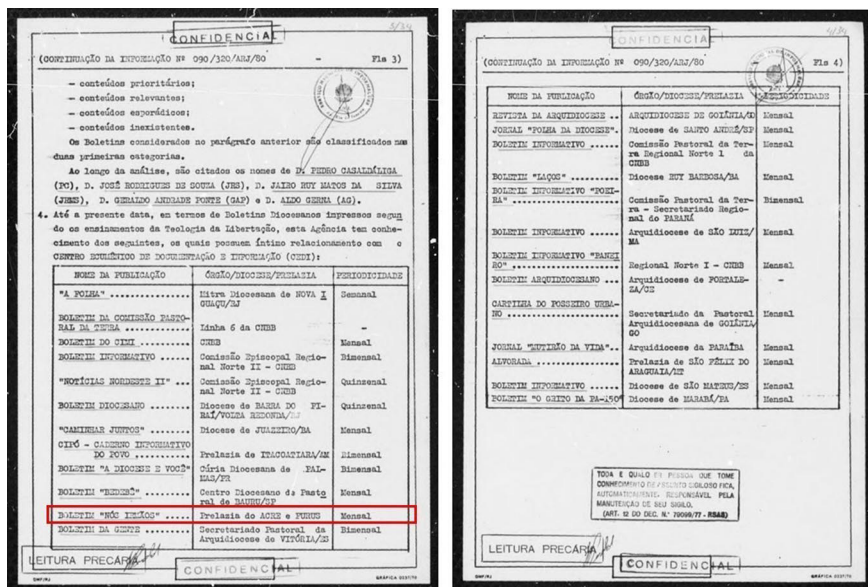 CONFIDENCIAL
(CONTINUAÇÃO DA INFORMAÇÃO Nº 090/320/ARJ/80 - Fls 3)
- conteúdos prioritários;
- conteúdos relevantes;
- conteúdos esporádicos;
- conteúdos inexistentes.
Os Boletins considerados no parágrafo anterior são classificados nas
duas primeiras categorias.
Ao longo da análise, são citados os nomes de D. PEDRO CASALDÁLIGA
(PC), D. JOSÉ RODRIGUES DE SOUZA (JRS), D. JAIRO RUY MATOS DA SILVA
(JRMS), D. GERALDO ANDRADE PONTE (GAP) e D. ALDO GERNA (AG).
4. Até a presente data, em termos de Boletins Diocesanos impressos segun
do os ensinamentos da Teologia da Libertação, esta Agência tem conhe-
cimento dos seguintes, os quais possuem íntimo relacionamento com o
CENTRO ECUMÊNICO DE DOCUMENTAÇÃO E INFORMAÇÃO (CEDI):
NOME DA PUBLICAÇÃO ÓRGÃO/DIOCESE/PRELAZIA PERIODICIDADE
"A FOLHA" ............... Mitra Diocesana de NOVA I Semanal
GUAÇU/RJ
BOLETIM DA COMISSÃO PASTO-
RAL DA TERRA ............ Linha 6 da CNBB -
BOLETIM DO CIMI ......... CNBB Mensal
BOLETIM INFORMATIVO ...... Comissão Episcopal Regio- Bimensal
nal Norte II - CNBB
"NOTÍCIAS NORDESTE II" ... Comissão Episcopal Regio- Quinzenal
nal Norte II - CNBB
BOLETIM DIOCESANO ........ Diocese de BARRA DO PI- Quinzenal
RAÍ/VOLTA REDONDA/RJ
"CAMINHAR JUNTOS" ........ Diocese de JUAZEIRO/BA Mensal
CIPÓ - CADERNO INFORMATIVO
DO POVO ............ Prelazia de ITACOATIARA/AM Bimensal
BOLETIM "A DIOCESE E VOCÊ" Cúria Diocesana de PAL- Bimensal
MAS/PR
BOLETIM "BEDEBÊ" ......... Centro Diocesano de Pasto Mensal
ral de BAURU/SP
BOLETIM "NÓS IRMÃOS" ..... Prelazia do ACRE e PURUS Mensal
BOLETIM DA GENTE ......... Secretariado Pastoral da Bimensal
Arquidiocese de VITÓRIA/ES
LEITURA PRECÁRIA
CONFIDENCIAL
GRÁFICA 0337/78
CONFIDENCIAL
(CONTINUAÇÃO DA INFORMAÇÃO Nº 090/320/ARJ/80 Fls 4)
NOME DA PUBLICAÇÃO ÓRGÃO/DIOCESE/PRELAZIA PERIODICIDADE
REVISTA DA ARQUIDIOCESE .. ARQUIDIOCESE DE GOIÂNIA/GO Mensal
JORNAL "FOLHA DA DIOCESE". Diocese de SANTO ANDRÉ/SP Mensal
BOLETIM INFORMATIVO ...... Comissão Pastoral da Ter- Mensal
ra Regional Norte 1 da
CNBB
BOLETIM "LAÇOS" .......... Diocese RUY BARBOSA/BA Mensal
BOLETIM INFORMATIVO "POEI-
RA" ...................... Comissão Pastoral da Ter- Bimensal
ra - Secretariado Regio-
nal do PARANÁ
BOLETIM INFORMATIVO ...... Arquidiocese de SÃO LUIZ/ Mensal
MA
BOLETIM INFORMATIVO "PANEI
RO" ...................... Regional Norte I - CNBB Mensal
BOLETIM ARQUIDIOCESANO ... Arquidiocese de FORTALE- -
ZA/CE
CARTILHA DO POSSEIRO URBA-
NO ....................... Secretariado da Pastoral Mensal
Arquidiocesana de GOIÂNIA/
GO
JORNAL "MUTIRÃO DA VIDA".. Arquidiocese da PARAÍBA Mensal
ALVORADA ................. Prelazia de SÃO FÉLIX DO Mensal
ARAGUAIA/MT
BOLETIM INFORMATIVO ...... Diocese de SÃO MATEUS/ES Mensal
BOLETIM "O GRITO DA PA-150" Diocese de MARABÁ/PA Mensal
TODA E QUALQUER PESSOA QUE TOME
CONHECIMENTO DE ASSUNTO SIGILOSO FICA,
AUTOMATICAMENTE, RESPONSÁVEL PELA
MANUTENÇÃO DE SEU SIGILO.
(ART. 12 DO DEC. N.º 79099/77 - RSAS)
LEITURA PRECÁRIA
CONFIDENCIAL
GRÁFICA 0337/78